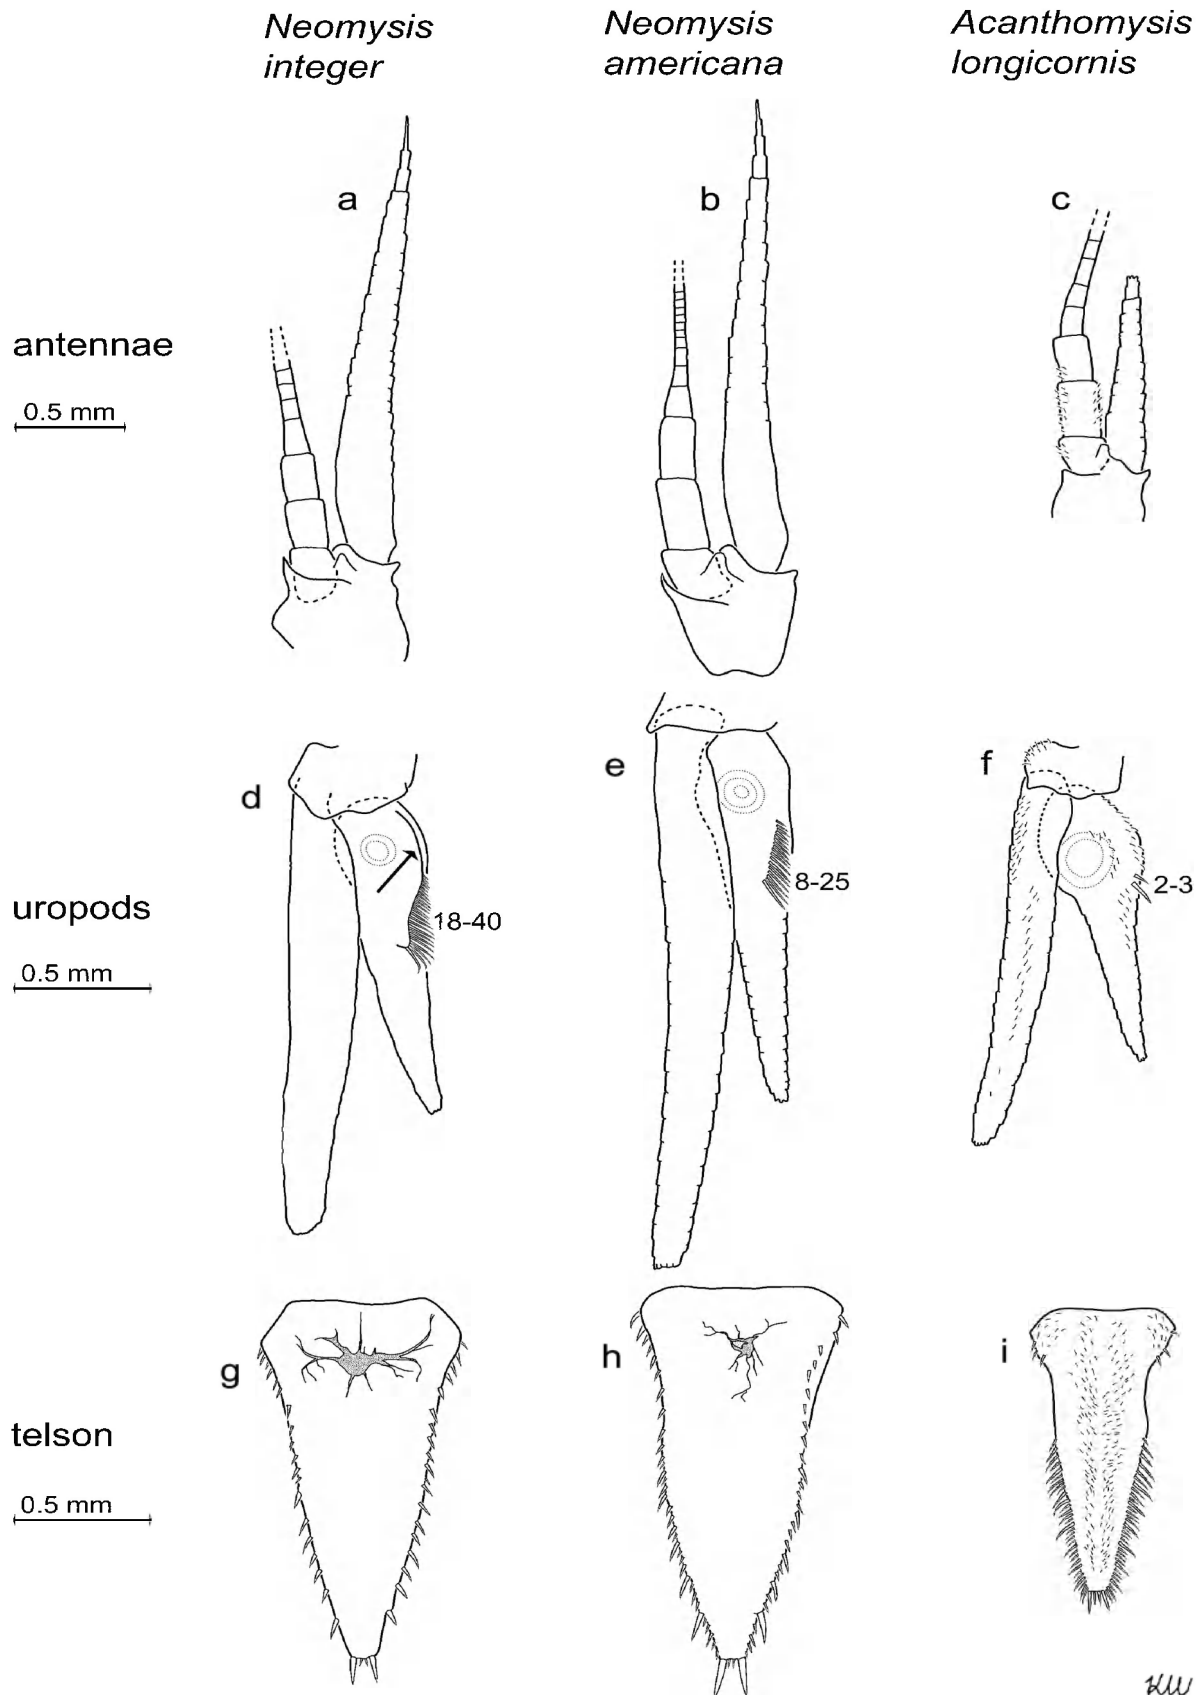 Neomysis
integer
Neomysis
americana
Acanthomysis
longicornis
a
b
c
antennae
0.5 mm
d
e
f
18-40
8-25
2-3
uropods
0.5 mm
g
h
i
telson
0.5 mm